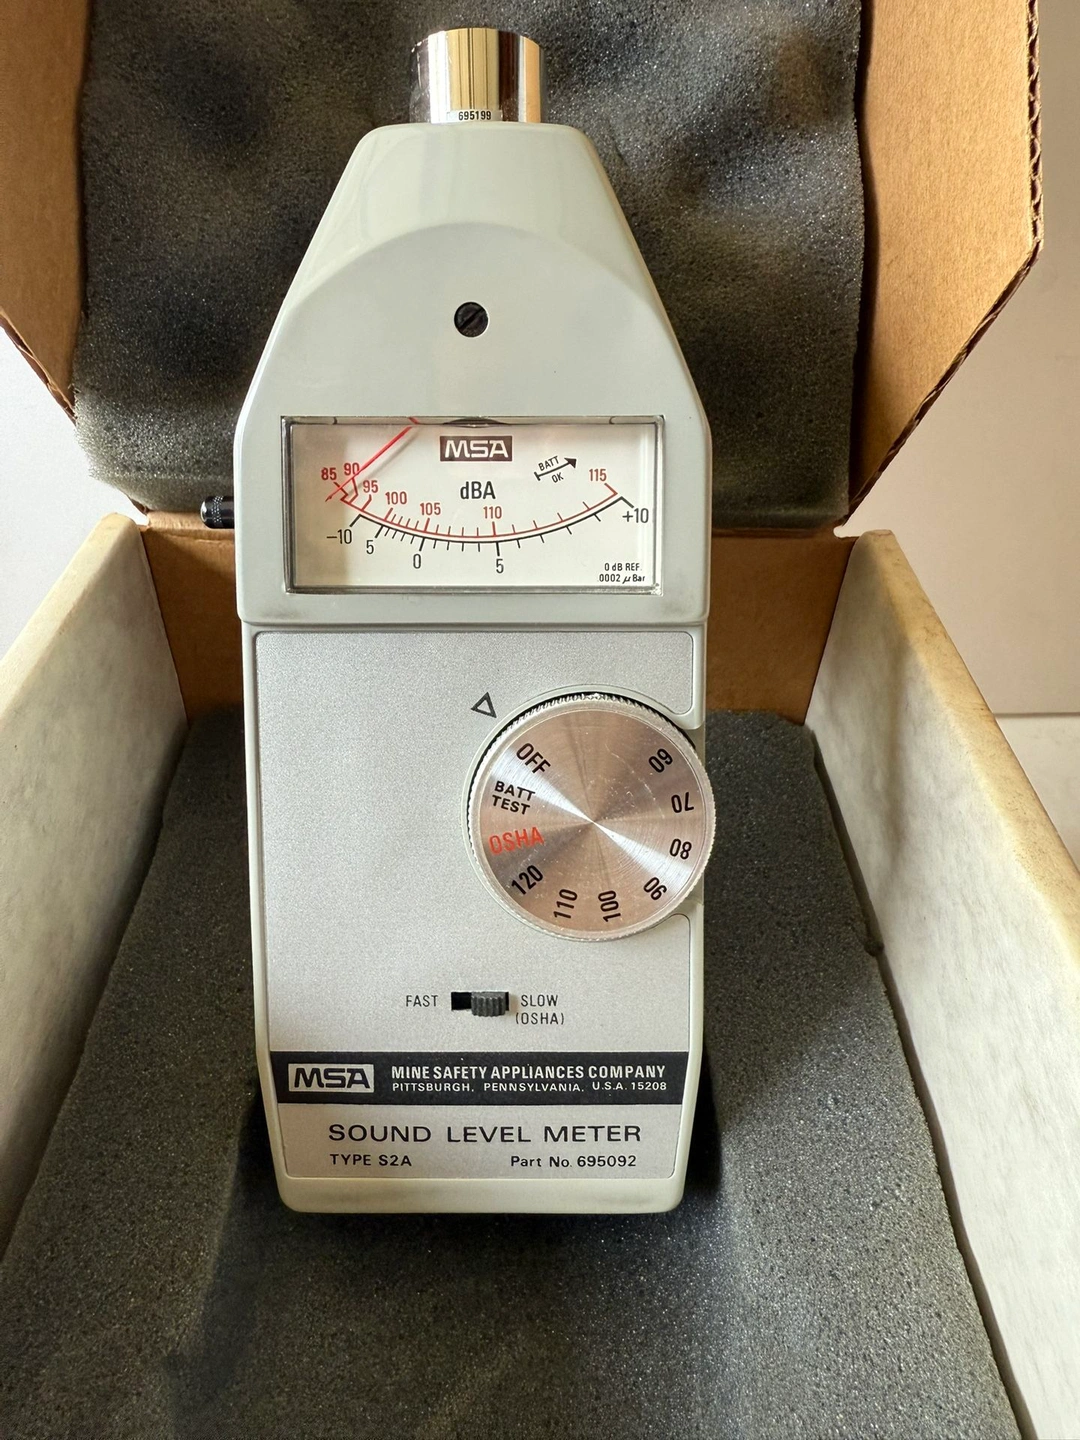 695199
MSA
85 90 95 100 105 110 115
dBA
BATT
OK
-10 5 0 5 +10
0 dB REF.
.0002 μBar
OFF
BATT
TEST
OSHA
120
110
100
90
80
70
60
FAST
SLOW
(OSHA)
MSA
MINE SAFETY APPLIANCES COMPANY
PITTSBURGH, PENNSYLVANIA, U.S.A. 15208
SOUND LEVEL METER
TYPE S2A Part No. 695092